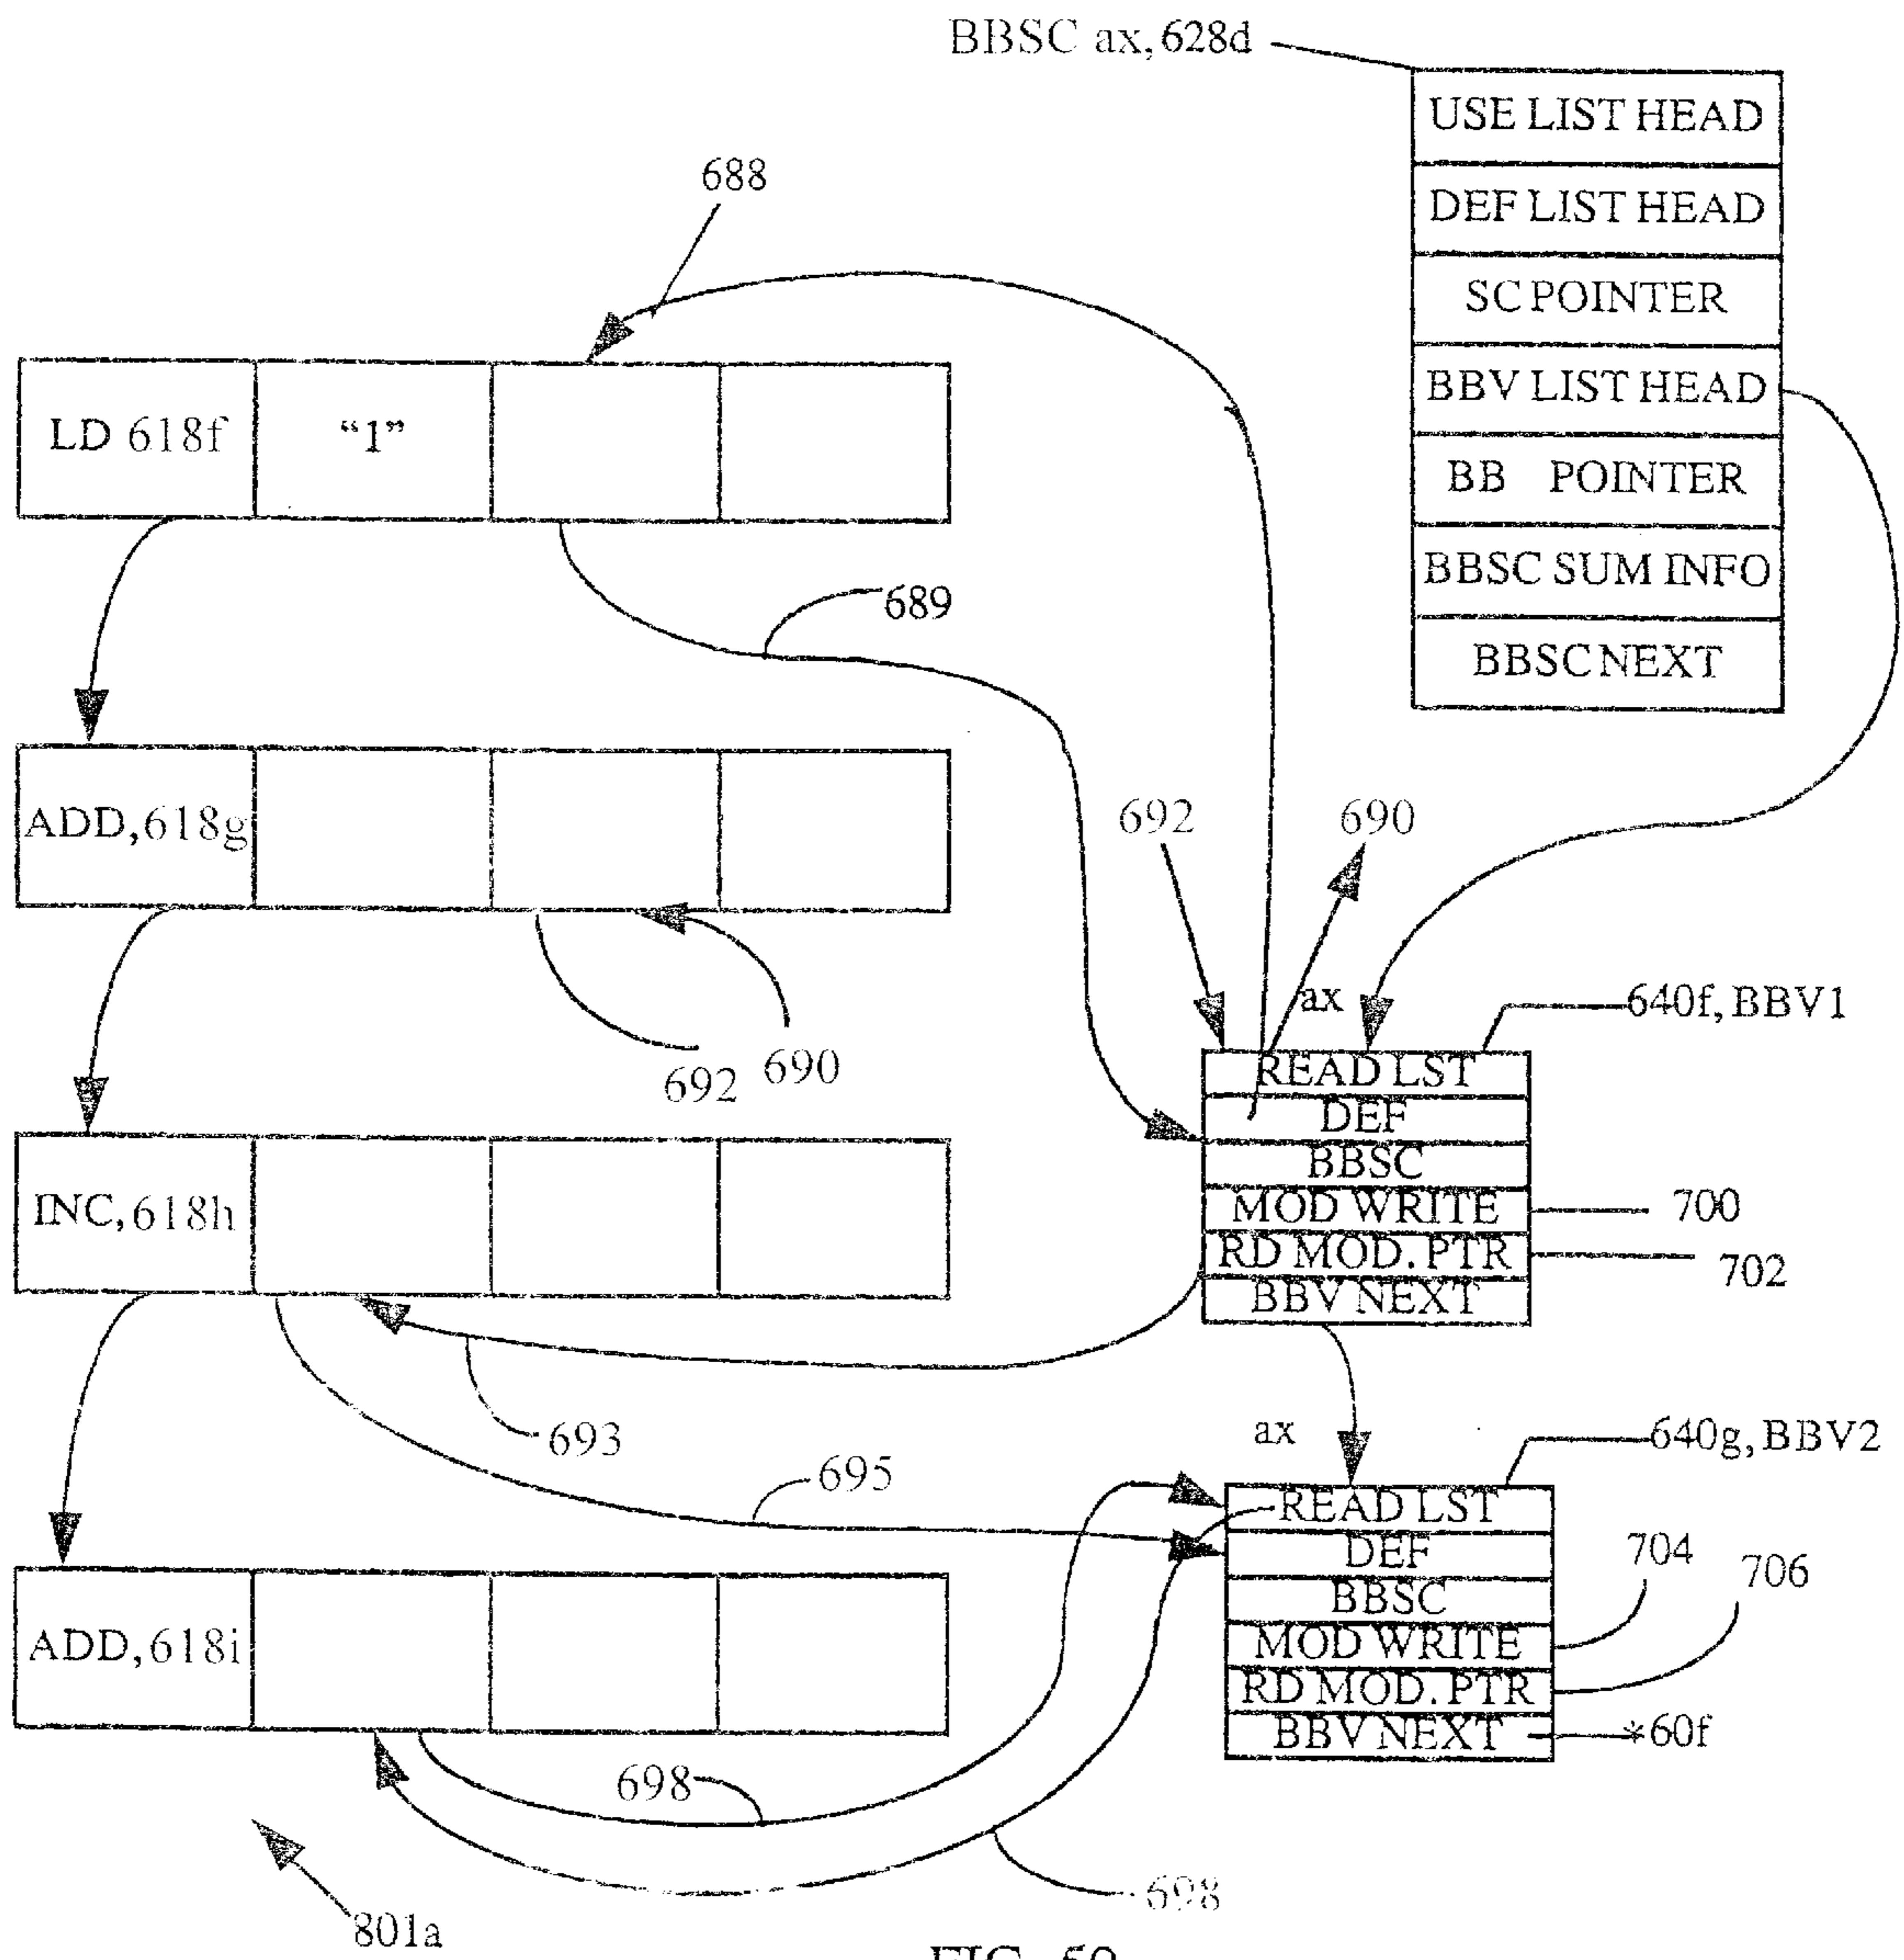 BBSC ax, 628d
USE LIST HEAD
DEF LIST HEAD
SC POINTER
BBV LIST HEAD
BB POINTER
BBSC SUM INFO
BBSC NEXT
688
LD 618f
“1”
689
ADD, 618g
692
690
692
690
ax
640f, BBV1
READ LST
DEF
BBSC
MOD WRITE
700
RD MOD. PTR
702
BBV NEXT
INC, 618h
693
695
ax
640g, BBV2
READ LST
DEF
BBSC
MOD WRITE
704
RD MOD. PTR
706
BBV NEXT
*60f
ADD, 618i
698
698
801a